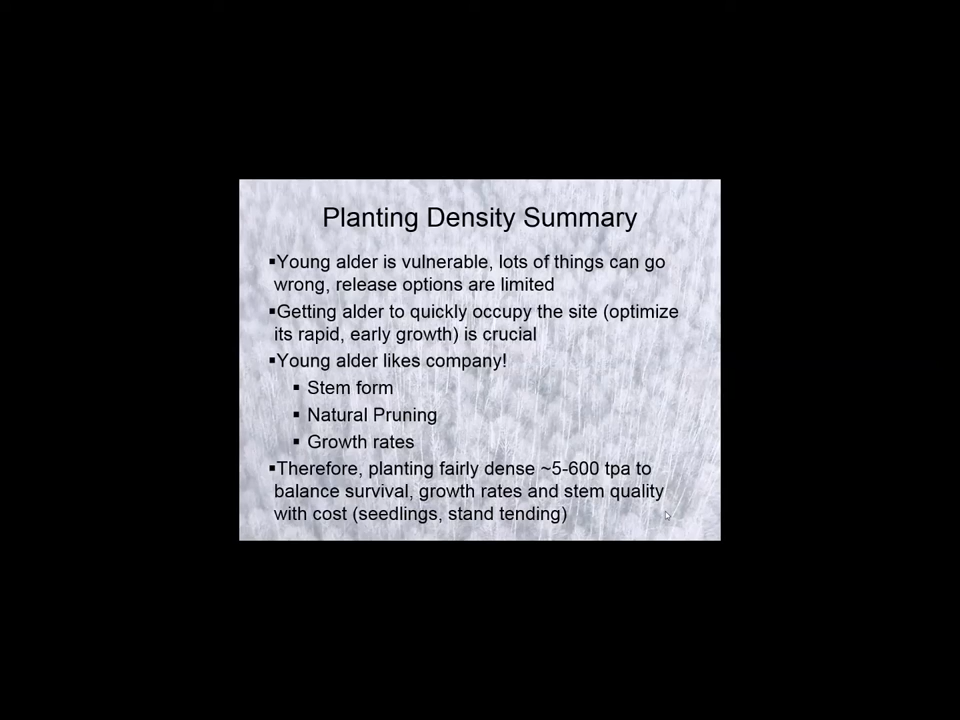 Planting Density Summary
▪Young alder is vulnerable, lots of things can go
wrong, release options are limited
▪Getting alder to quickly occupy the site (optimize
its rapid, early growth) is crucial
▪Young alder likes company!
▪ Stem form
▪ Natural Pruning
▪ Growth rates
▪Therefore, planting fairly dense ~5-600 tpa to
balance survival, growth rates and stem quality
with cost (seedlings, stand tending)